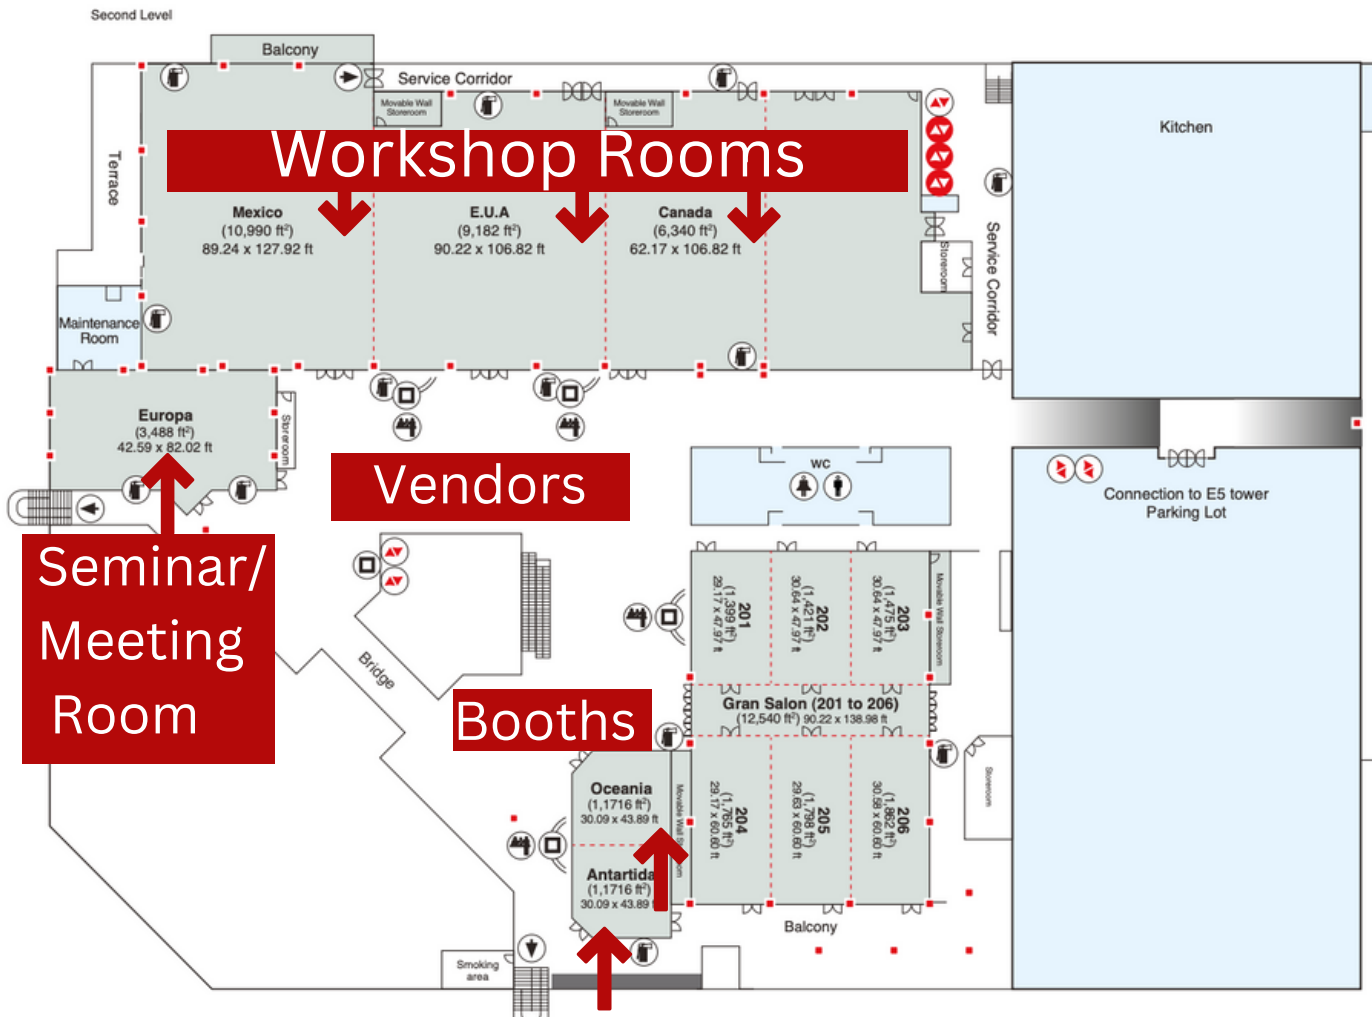 Second Level
Balcony
Service Corridor
Movable Wall
Storeroom
Movable Wall
Storeroom
Kitchen
Terrace
Workshop Rooms
Mexico
(10,990 ft²)
89.24 x 127.92 ft
E.U.A
(9,182 ft²)
90.22 x 106.82 ft
Canada
(6,340 ft²)
62.17 x 106.82 ft
Storeroom
Service Corridor
Maintenance
Room
Europa
(3,488 ft²)
42.59 x 82.02 ft
Storeroom
Vendors
WC
Connection to E5 tower
Parking Lot
Seminar/
Meeting
Room
Bridge
201
(1,399 ft²)
29.17 x 47.97 ft
202
(1,421 ft²)
30.64 x 47.97 ft
203
(1,475 ft²)
30.64 x 47.97 ft
Movable Wall Storeroom
Gran Salon (201 to 206)
(12,540 ft²) 90.22 x 138.98 ft
Booths
Oceania
(1,1716 ft²)
30.09 x 43.89 ft
Antartida
(1,1716 ft²)
30.09 x 43.89 ft
Movable Wall Storeroom
204
(1,765 ft²)
29.17 x 60.60 ft
205
(1,798 ft²)
29.63 x 60.60 ft
206
(1,862 ft²)
30.58 x 60.60 ft
Storeroom
Balcony
Smoking
area